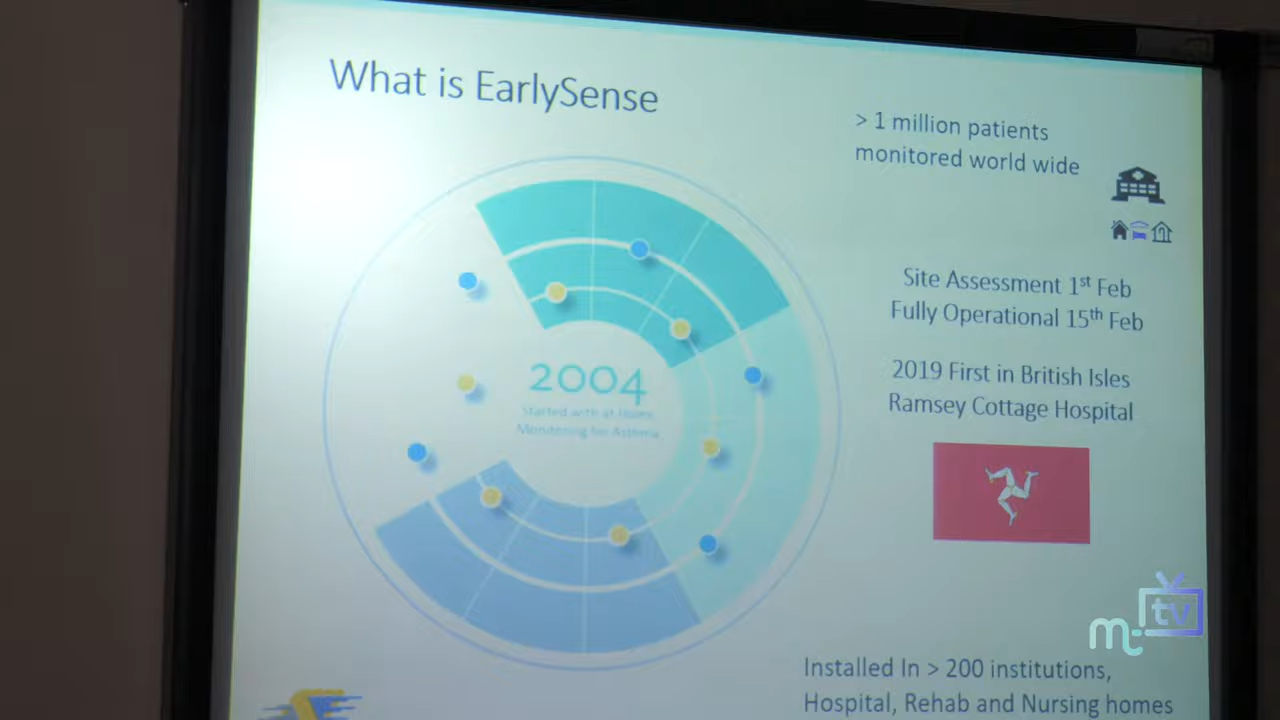 What is EarlySense
> 1 million patients
monitored world wide
Site Assessment 1st Feb
Fully Operational 15th Feb
2019 First in British Isles
Ramsey Cottage Hospital
2004
Started with at Home
Monitoring for Asthma
Installed In > 200 institutions,
Hospital, Rehab and Nursing homes
m tv